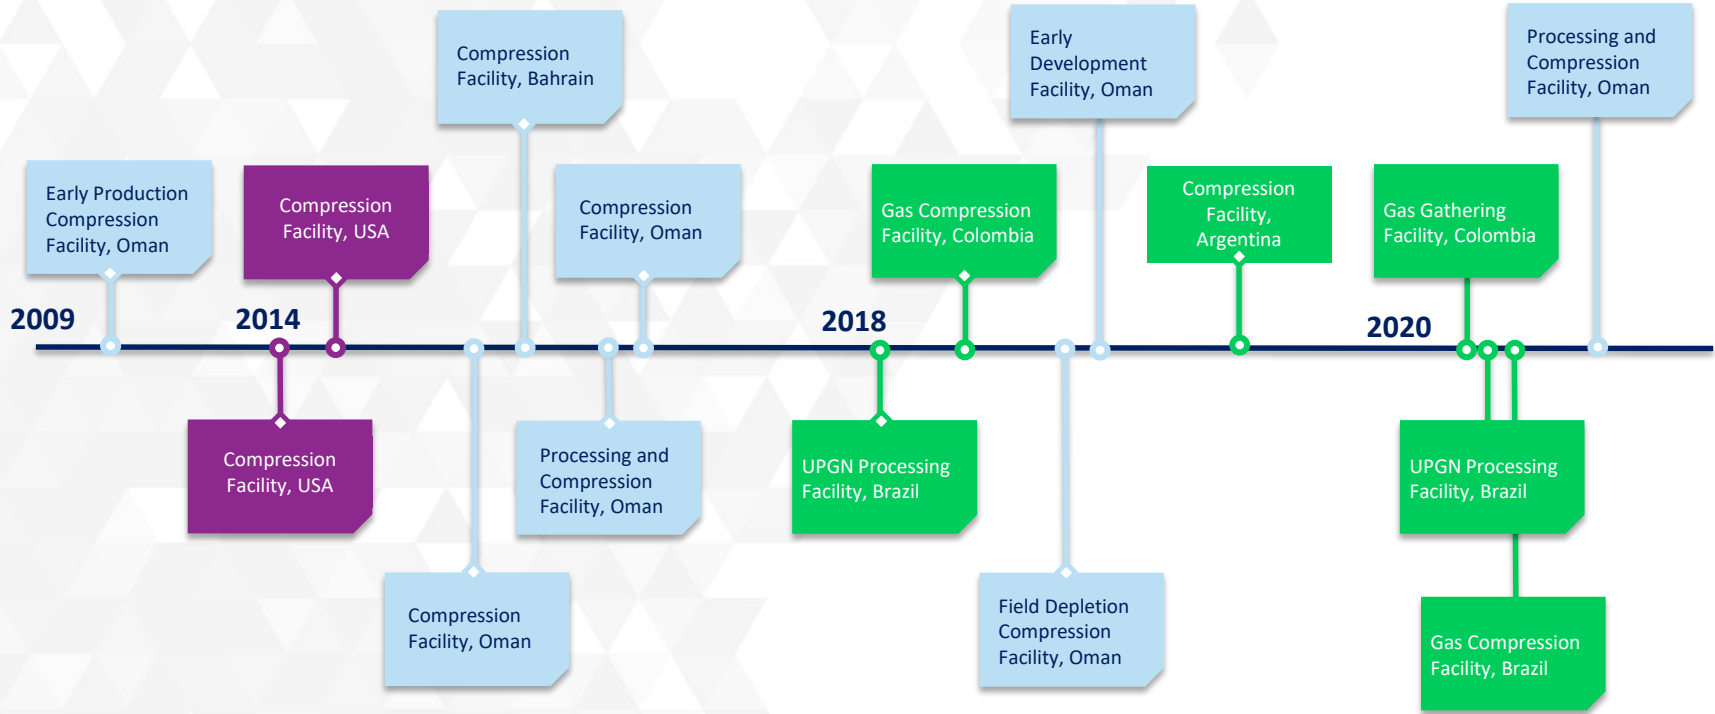 Compression
Facility, Bahrain
Early
Development
Facility, Oman
Processing and
Compression
Facility, Oman
Early Production
Compression
Facility, Oman
Compression
Facility, USA
Compression
Facility, Oman
Gas Compression
Facility, Colombia
Compression
Facility,
Argentina
Gas Gathering
Facility, Colombia
2009
2014
2018
2020
Compression
Facility, USA
Processing and
Compression
Facility, Oman
UPGN Processing
Facility, Brazil
UPGN Processing
Facility, Brazil
Compression
Facility, Oman
Field Depletion
Compression
Facility, Oman
Gas Compression
Facility, Brazil